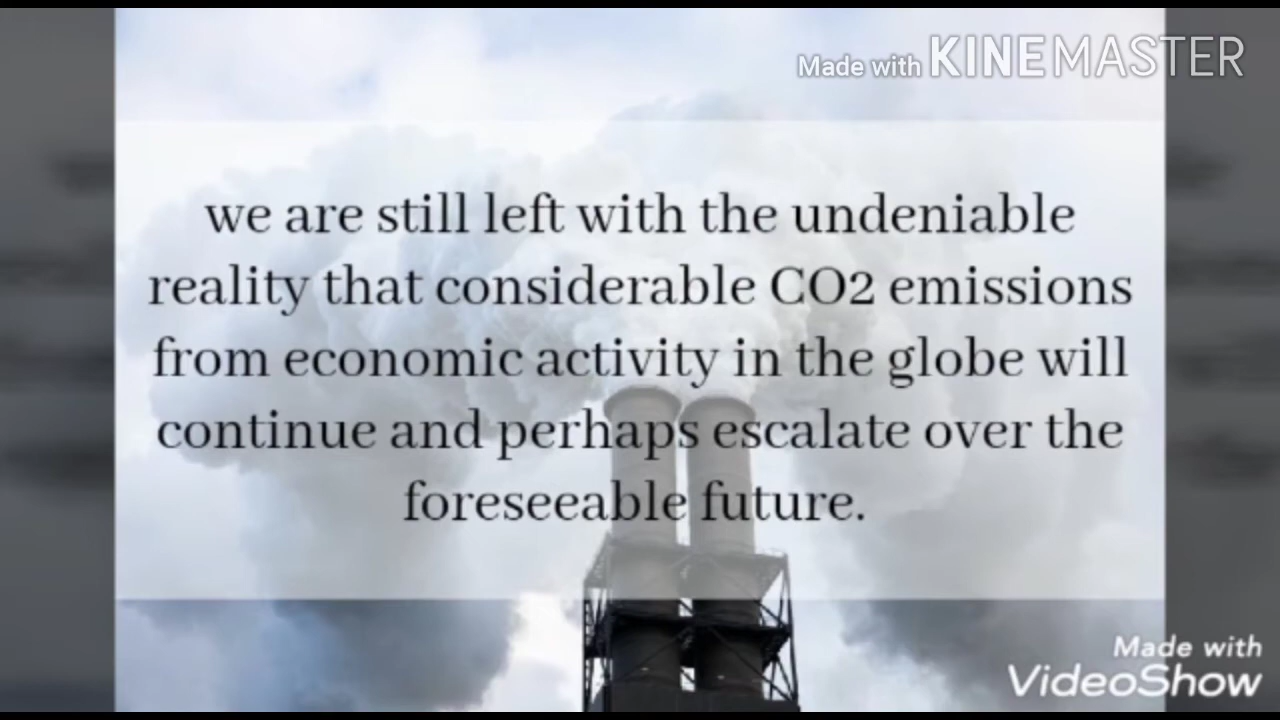 Made with KINEMASTER
we are still left with the undeniable
reality that considerable CO2 emissions
from economic activity in the globe will
continue and perhaps escalate over the
foreseeable future.
Made with
VideoShow